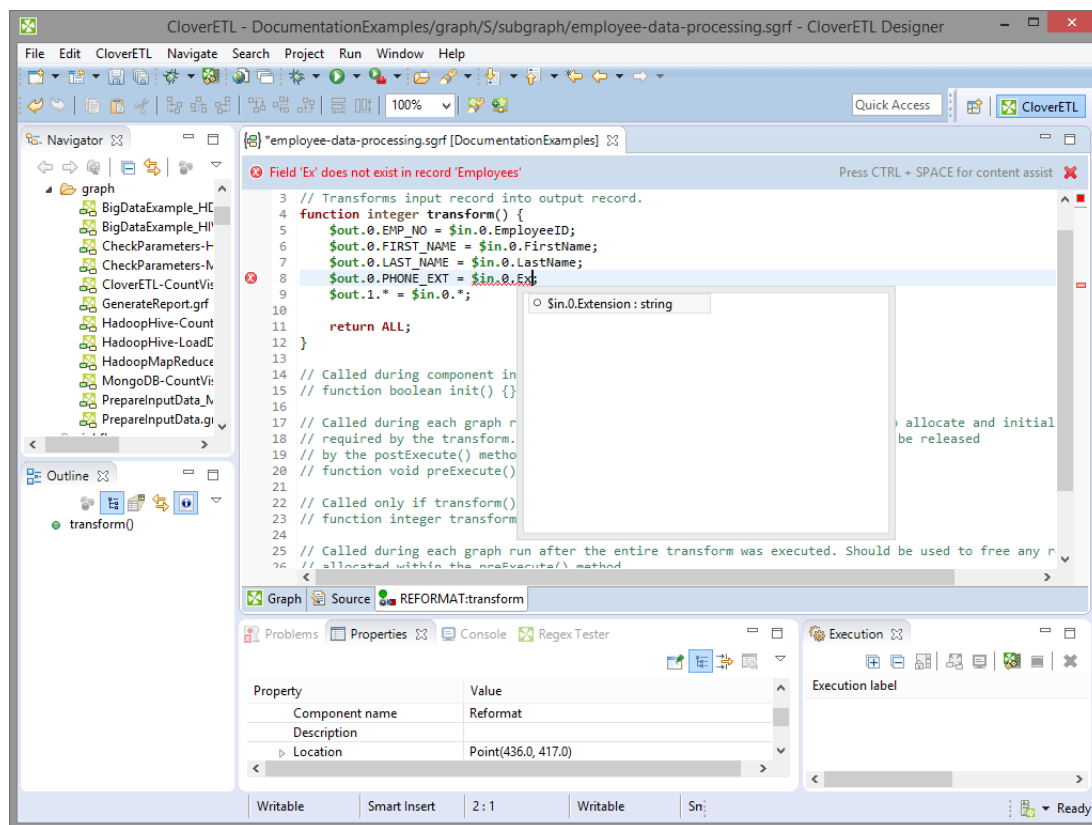 CloverETL - DocumentationExamples/graph/S/subgraph/employee-data-processing.sgrf - CloverETL Designer
File Edit CloverETL Navigate Search Project Run Window Help
100%
Quick Access
CloverETL
Navigator
*employee-data-processing.sgrf [DocumentationExamples]
Field 'Ex' does not exist in record 'Employees'
Press CTRL + SPACE for content assist
graph
BigDataExample_HD
BigDataExample_HIV
CheckParameters-H
CheckParameters-M
CloverETL-CountVis
GenerateReport.grf
HadoopHive-Count
HadoopHive-LoadD
HadoopMapReduce
MongoDB-CountVis
PrepareInputData_M
PrepareInputData.gr
3 // Transforms input record into output record.
4 function integer transform() {
5 $out.0.EMP_NO = $in.0.EmployeeID;
6 $out.0.FIRST_NAME = $in.0.FirstName;
7 $out.0.LAST_NAME = $in.0.LastName;
8 $out.0.PHONE_EXT = $in.0.Ex;
9 $out.1.* = $in.0.*;
10
11 return ALL;
12 }
13
14 // Called during component in
15 // function boolean init() {}
16
17 // Called during each graph r allocate and initial
18 // required by the transform. be released
19 // by the postExecute() metho
20 // function void preExecute()
21
22 // Called only if transform()
23 // function integer transform
24
25 // Called during each graph run after the entire transform was executed. Should be used to free any r
26 // allocated within the preExecute() method
$in.0.Extension : string
Outline
transform()
Graph Source REFORMAT:transform
Problems Properties Console Regex Tester
Property Value
Component name Reformat
Description
Location Point(436.0, 417.0)
Execution
Execution label
Writable Smart Insert 2 : 1 Writable Sm
Ready